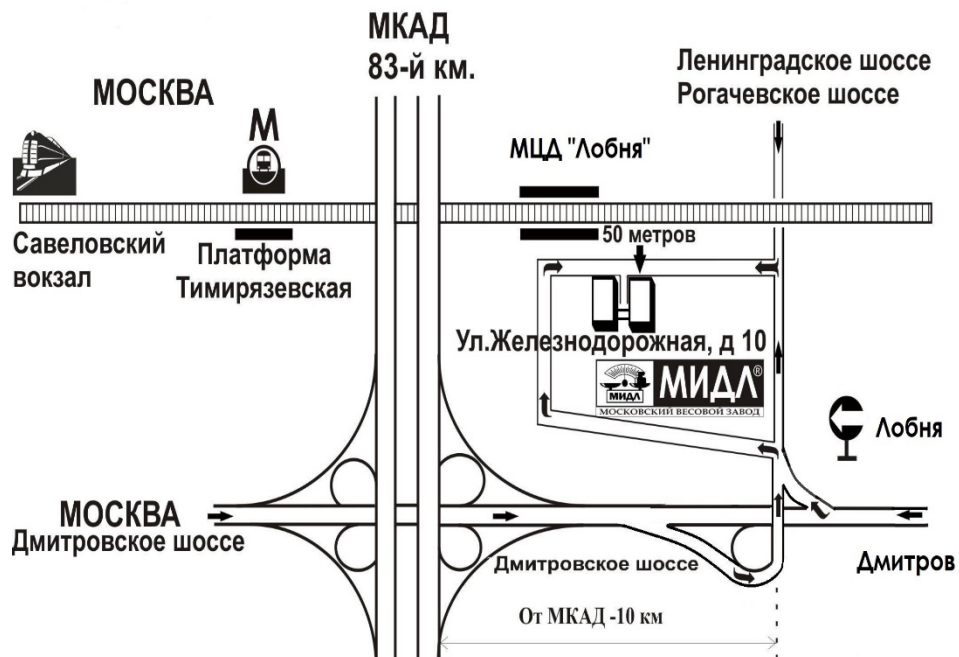 МКАД
83-й км.
Ленинградское шоссе
Рогачевское шоссе
МОСКВА
М
МЦД "Лобня"
50 метров
Савеловский
вокзал
Платформа
Тимирязевская
Ул.Железнодорожная, д 10
МИДЛ
МИДЛ®
МОСКОВСКИЙ ВЕСОВОЙ ЗАВОД
Лобня
МОСКВА
Дмитровское шоссе
Дмитровское шоссе
Дмитров
От МКАД -10 км